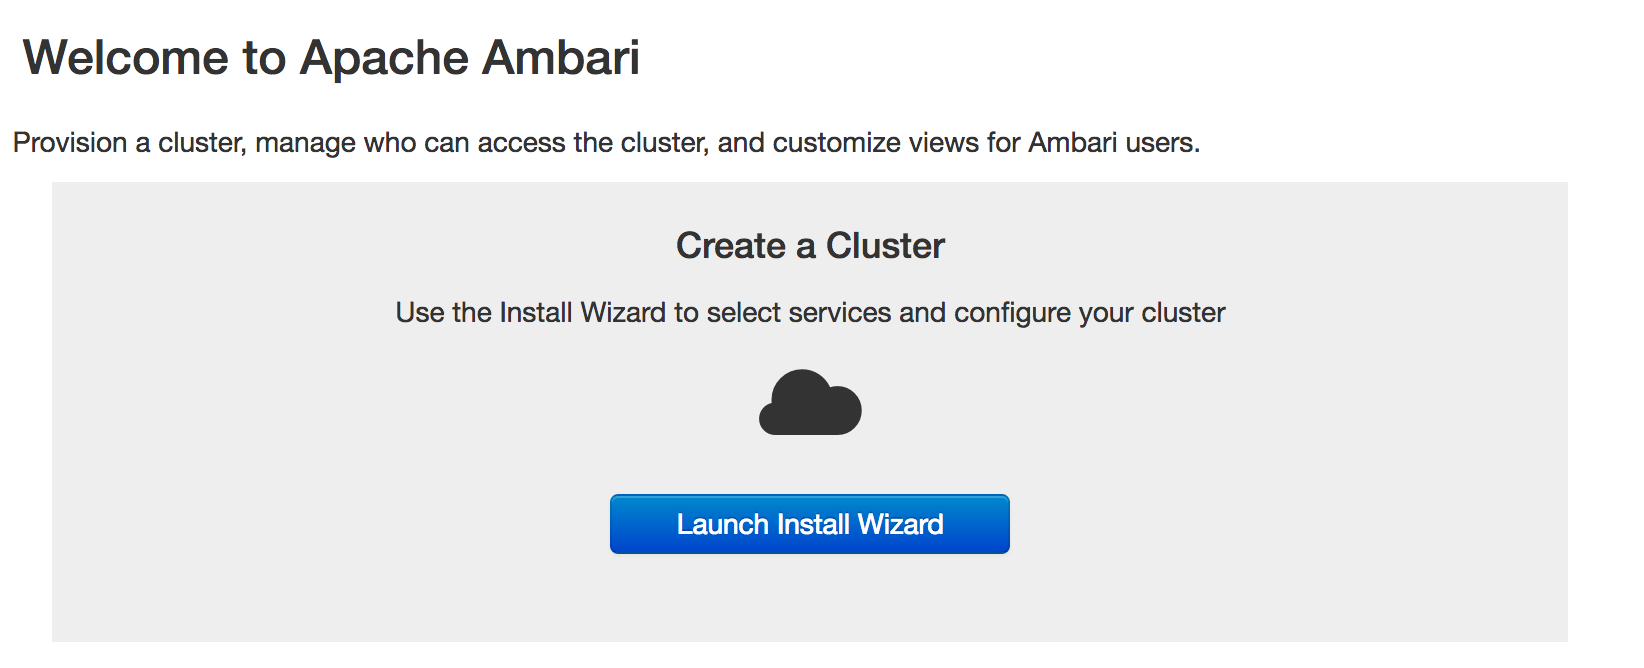 Welcome to Apache Ambari
Provision a cluster, manage who can access the cluster, and customize views for Ambari users.
Create a Cluster
Use the Install Wizard to select services and configure your cluster
Launch Install Wizard